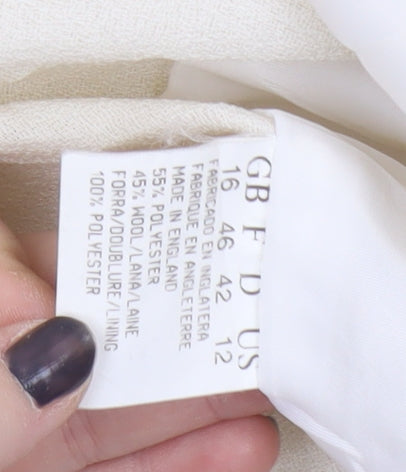 GB F D US
16 46 42 12
FABRICADO EN INGLATERA
FABRIQUE EN ANGLETERRE
MADE IN ENGLAND
55% POLYESTER
45% WOOL/LANA/LAINE
FORRA/DOUBLURE/LINING
100% POLYESTER